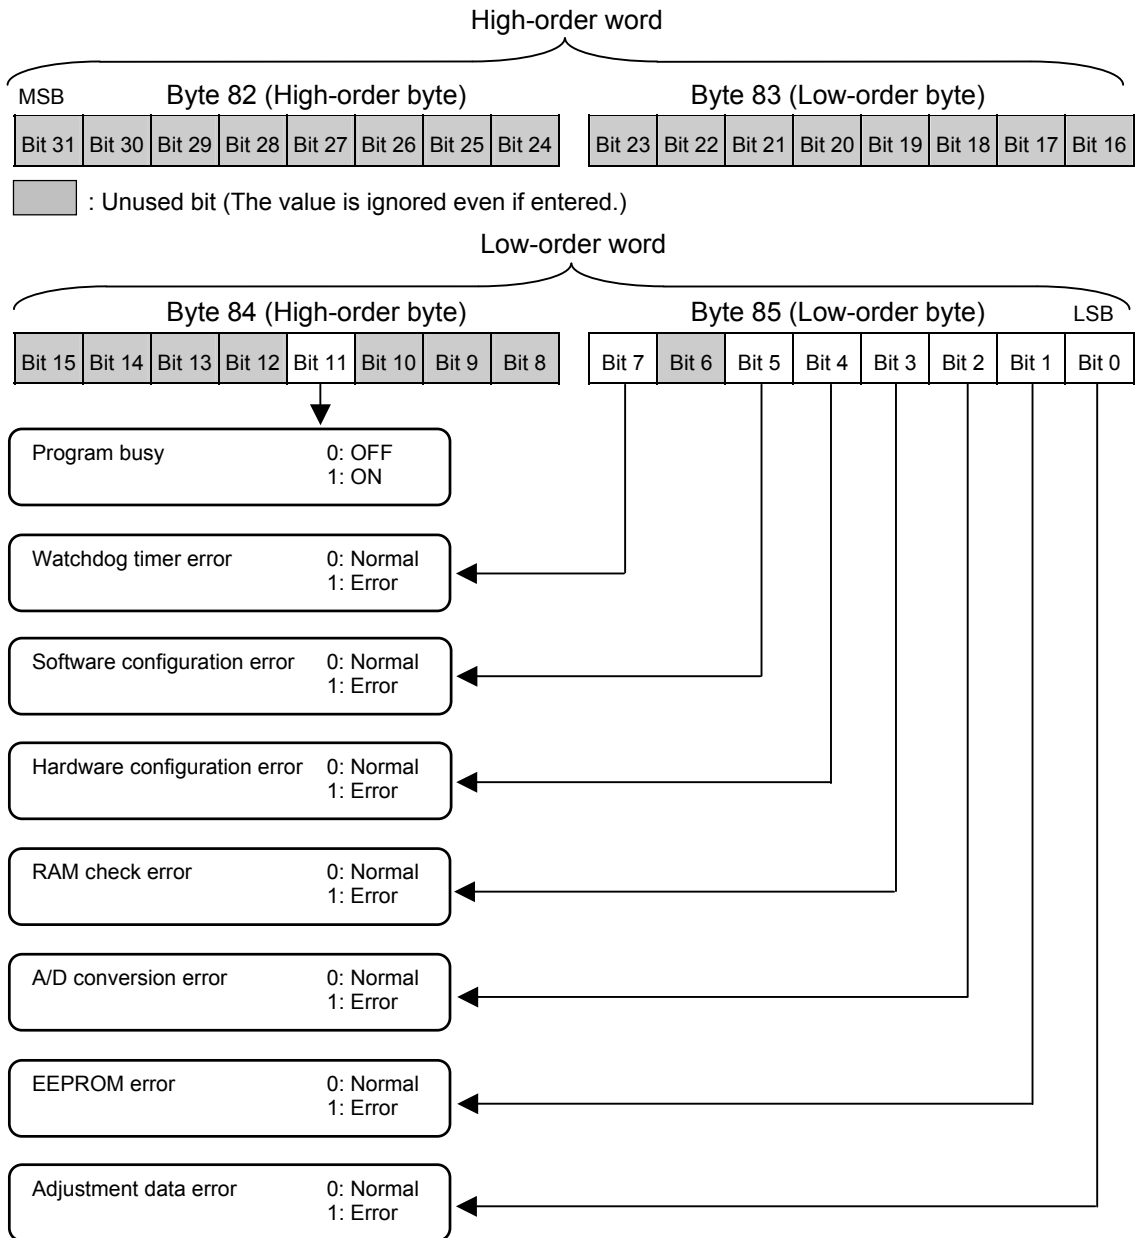 High-order word
MSB Byte 82 (High-order byte) Byte 83 (Low-order byte)
Bit 31 Bit 30 Bit 29 Bit 28 Bit 27 Bit 26 Bit 25 Bit 24 Bit 23 Bit 22 Bit 21 Bit 20 Bit 19 Bit 18 Bit 17 Bit 16
: Unused bit (The value is ignored even if entered.)
Low-order word
Byte 84 (High-order byte) Byte 85 (Low-order byte) LSB
Bit 15 Bit 14 Bit 13 Bit 12 Bit 11 Bit 10 Bit 9 Bit 8 Bit 7 Bit 6 Bit 5 Bit 4 Bit 3 Bit 2 Bit 1 Bit 0
Program busy 0: OFF
1: ON
Watchdog timer error 0: Normal
1: Error
Software configuration error 0: Normal
1: Error
Hardware configuration error 0: Normal
1: Error
RAM check error 0: Normal
1: Error
A/D conversion error 0: Normal
1: Error
EEPROM error 0: Normal
1: Error
Adjustment data error 0: Normal
1: Error